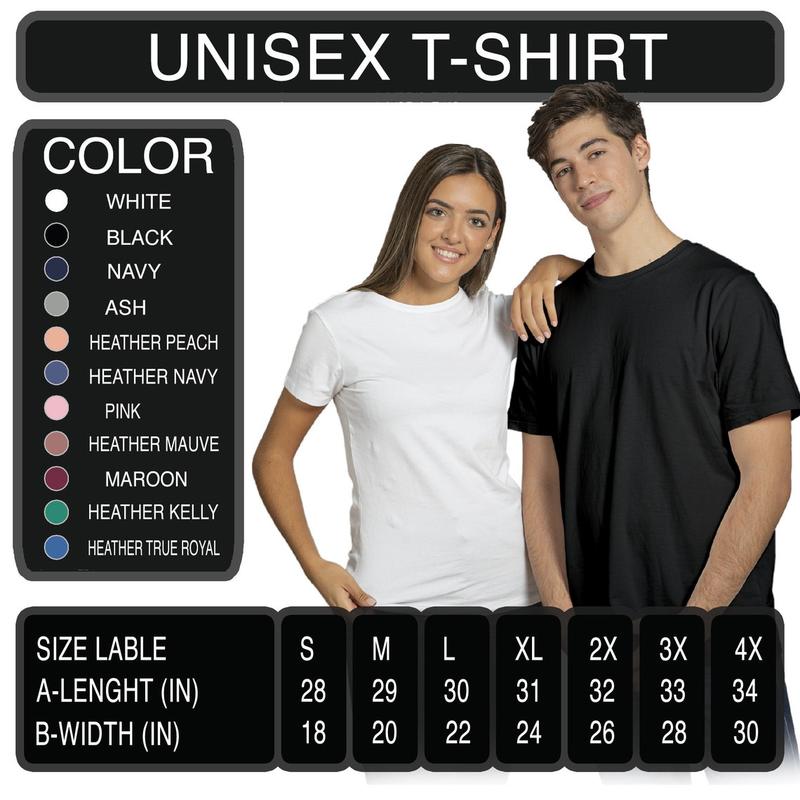 UNISEX T-SHIRT
COLOR
WHITE
BLACK
NAVY
ASH
HEATHER PEACH
HEATHER NAVY
PINK
HEATHER MAUVE
MAROON
HEATHER KELLY
HEATHER TRUE ROYAL
SIZE LABLE S M L XL 2X 3X 4X
A-LENGHT (IN) 28 29 30 31 32 33 34
B-WIDTH (IN) 18 20 22 24 26 28 30